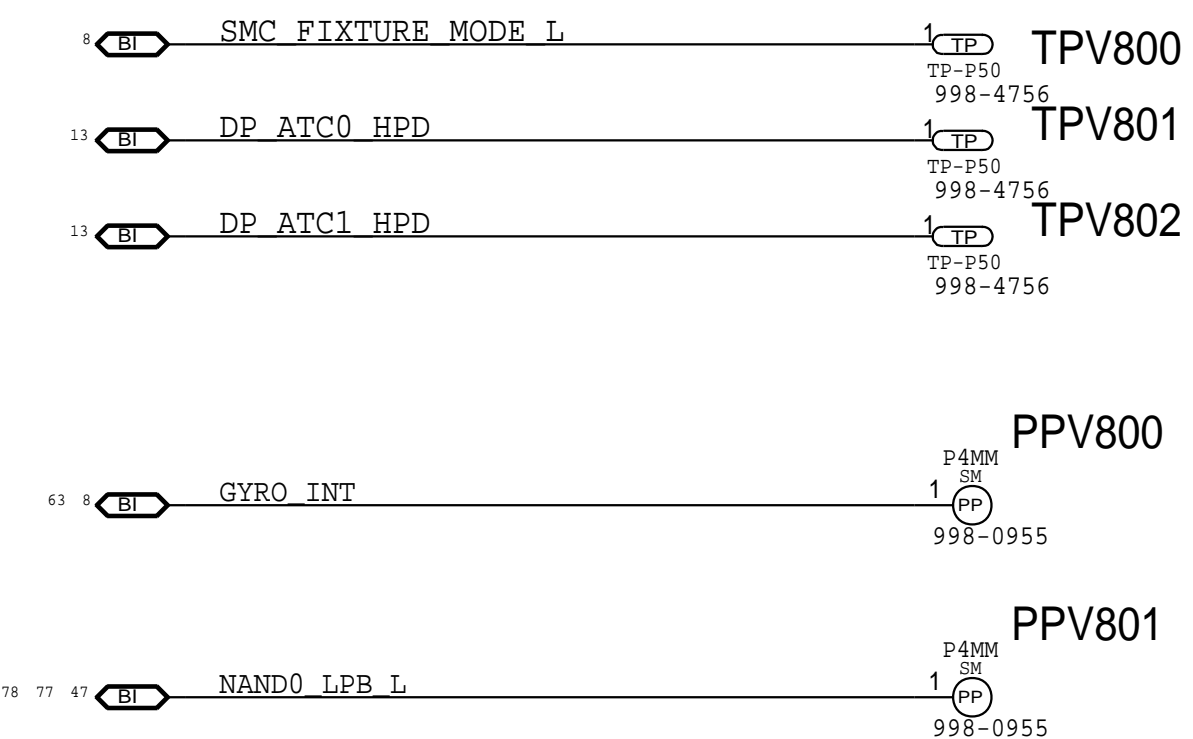 8 BI SMC_FIXTURE_MODE_L 1 TP TPV800
TP-P50
998-4756
13 BI DP_ATC0_HPD 1 TP TPV801
TP-P50
998-4756
13 BI DP_ATC1_HPD 1 TP TPV802
TP-P50
998-4756
PPV800
P4MM
SM
63 8 BI GYRO_INT 1 PP
998-0955
PPV801
P4MM
SM
78 77 47 BI NAND0_LPB_L 1 PP
998-0955